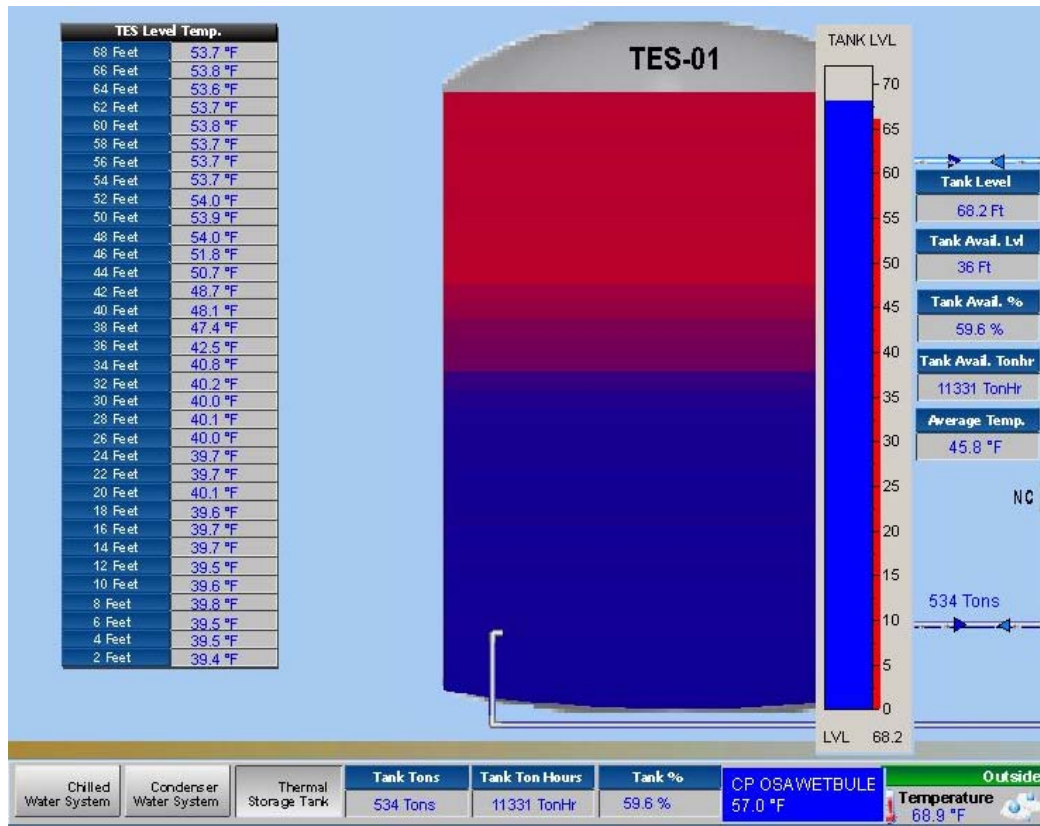 TES Level Temp.
68 Feet 53.7 °F
66 Feet 53.8 °F
64 Feet 53.6 °F
62 Feet 53.7 °F
60 Feet 53.8 °F
58 Feet 53.7 °F
56 Feet 53.7 °F
54 Feet 53.7 °F
52 Feet 54.0 °F
50 Feet 53.9 °F
48 Feet 54.0 °F
46 Feet 51.8 °F
44 Feet 50.7 °F
42 Feet 48.7 °F
40 Feet 48.1 °F
38 Feet 47.4 °F
36 Feet 42.5 °F
34 Feet 40.8 °F
32 Feet 40.2 °F
30 Feet 40.0 °F
28 Feet 40.1 °F
26 Feet 40.0 °F
24 Feet 39.7 °F
22 Feet 39.7 °F
20 Feet 40.1 °F
18 Feet 39.6 °F
16 Feet 39.7 °F
14 Feet 39.7 °F
12 Feet 39.5 °F
10 Feet 39.6 °F
8 Feet 39.8 °F
6 Feet 39.5 °F
4 Feet 39.5 °F
2 Feet 39.4 °F
TES-01
TANK LVL
70
65
60
55
50
45
40
35
30
25
20
15
10
5
0
LVL 68.2
Tank Level
68.2 Ft
Tank Avail. Lvl
36 Ft
Tank Avail. %
59.6 %
Tank Avail. Tonhr
11331 TonHr
Average Temp.
45.8 °F
NC
534 Tons
Chilled
Water System
Condenser
Water System
Thermal
Storage Tank
Tank Tons
534 Tons
Tank Ton Hours
11331 TonHr
Tank %
59.6 %
CP OSAWETBULE
57.0 °F
Outside
Temperature
68.9 °F